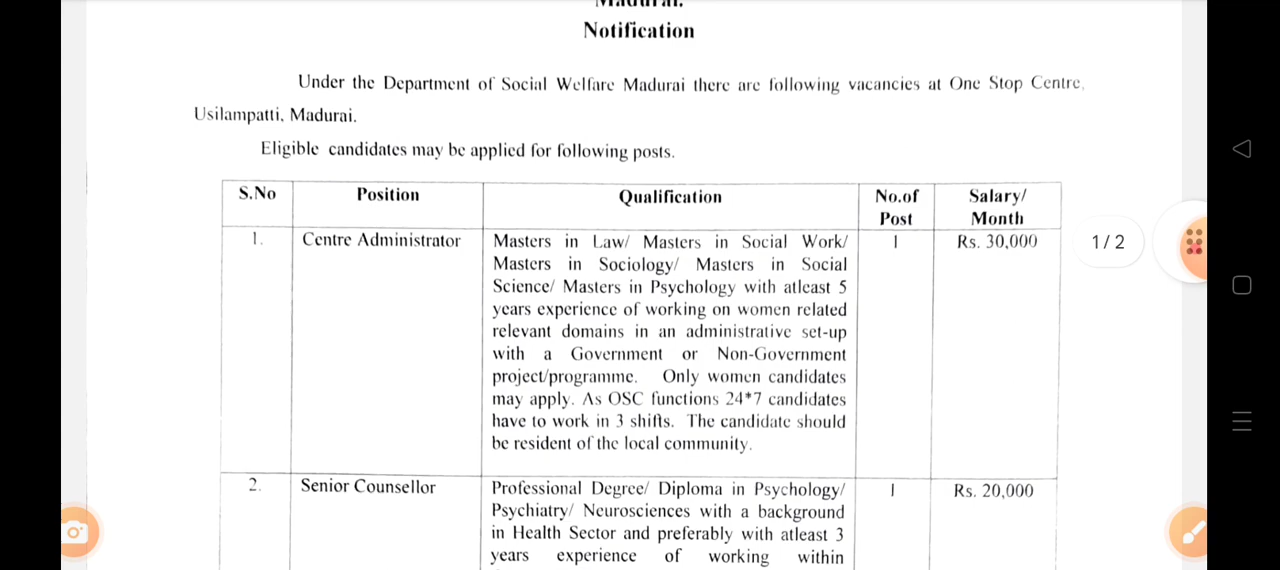 Madurai.
Notification
Under the Department of Social Welfare Madurai there are following vacancies at One Stop Centre,
Usilampatti, Madurai.
Eligible candidates may be applied for following posts.
S.No Position Qualification No.of Post Salary/ Month
1. Centre Administrator Masters in Law/ Masters in Social Work/ 1 Rs. 30,000
Masters in Sociology/ Masters in Social
Science/ Masters in Psychology with atleast 5
years experience of working on women related
relevant domains in an administrative set-up
with a Government or Non-Government
project/programme. Only women candidates
may apply. As OSC functions 24*7 candidates
have to work in 3 shifts. The candidate should
be resident of the local community.
2. Senior Counsellor Professional Degree/ Diploma in Psychology/ 1 Rs. 20,000
Psychiatry/ Neurosciences with a background
in Health Sector and preferably with atleast 3
years experience of working within
1/2